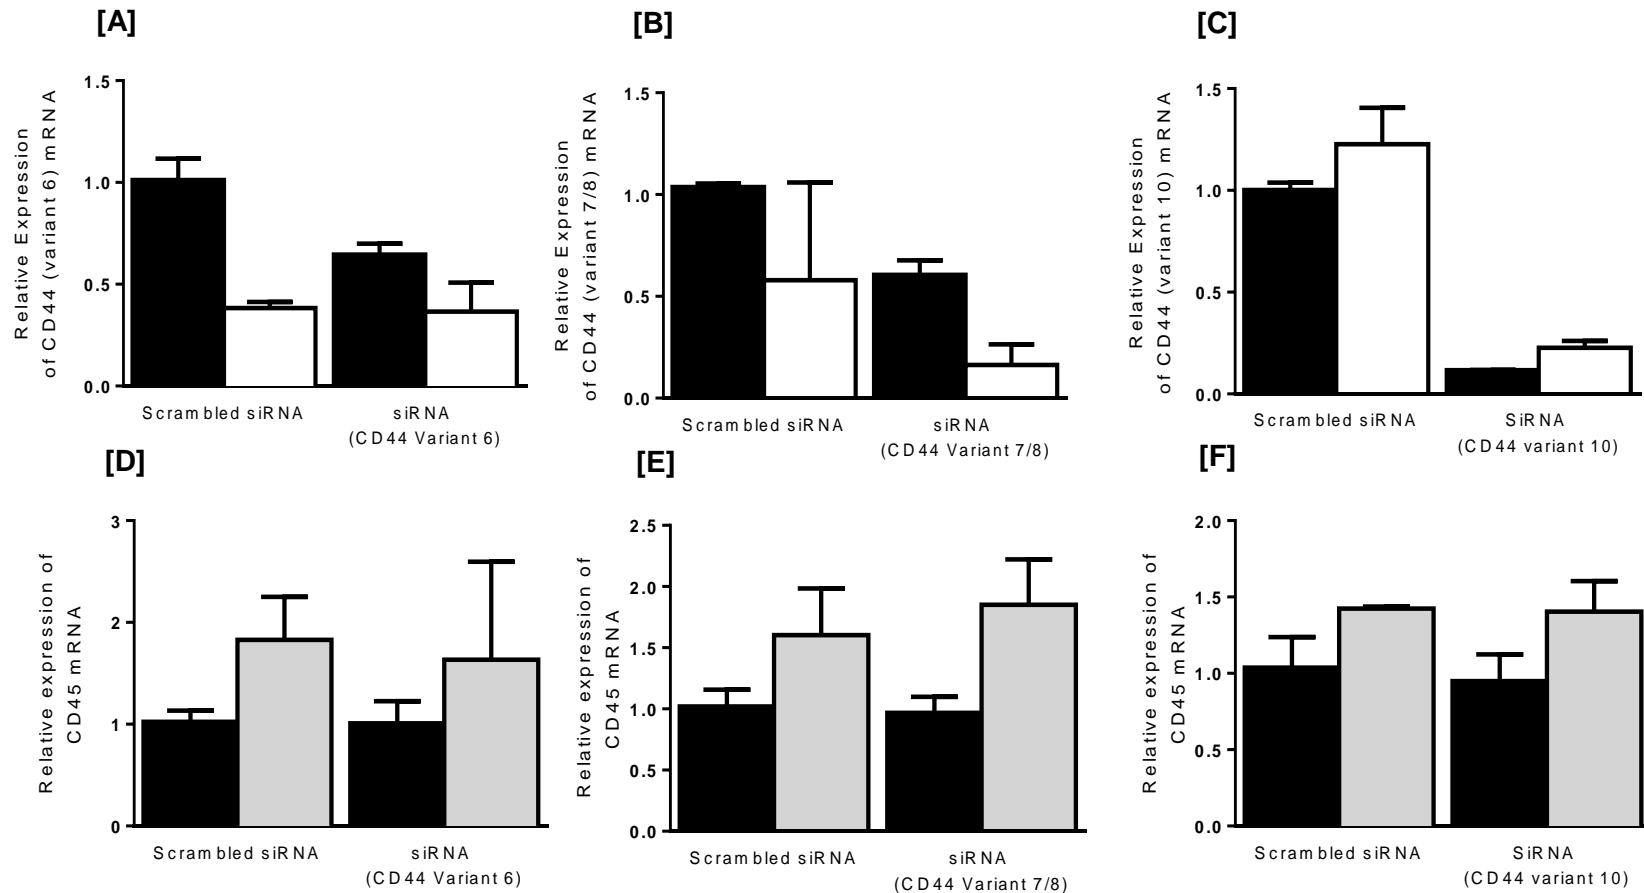 [A]
1.5
1.0
0.5
0.0
Relative Expression
of CD44 (variant 6) mRNA
Scrambled siRNA
siRNA
(CD44 Variant 6)
[B]
1.5
1.0
0.5
0.0
Relative Expression
of CD44 (variant 7/8) mRNA
Scrambled siRNA
siRNA
(CD44 Variant 7/8)
[C]
1.5
1.0
0.5
0.0
Relative Expression
of CD44 (variant 10) mRNA
Scrambled siRNA
SiRNA
(CD44 variant 10)
[D]
3
2
1
0
Relative expression of
CD45 mRNA
Scrambled siRNA
siRNA
(CD44 Variant 6)
[E]
2.5
2.0
1.5
1.0
0.5
0.0
Relative expression of
CD45 mRNA
Scrambled siRNA
siRNA
(CD44 Variant 7/8)
[F]
2.0
1.5
1.0
0.5
0.0
Relative expression of
CD45 mRNA
Scrambled siRNA
SiRNA
(CD44 variant 10)